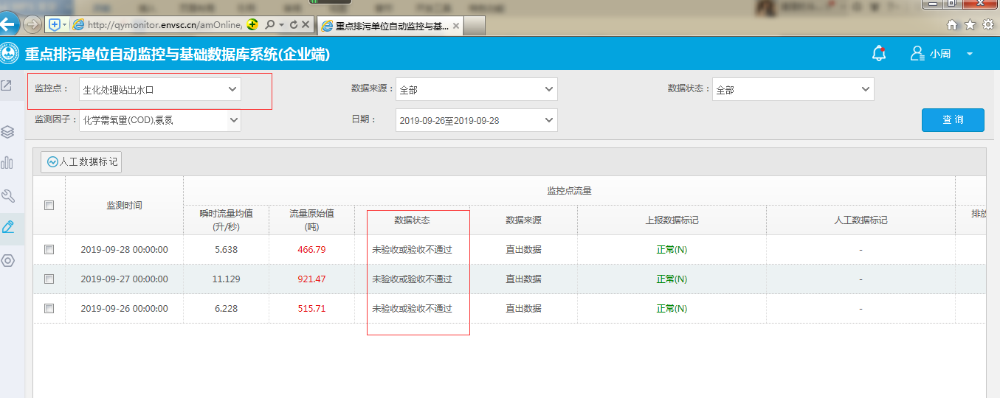 http://qymonitor.envsc.cn/amOnline,
重点排污单位自动监控与基...
重点排污单位自动监控与基础数据库系统(企业端)
小周
监控点： 生化处理站出水口 数据来源： 全部 数据状态： 全部
监测因子： 化学需氧量(COD),氨氮 日期： 2019-09-26至2019-09-28 查询
人工数据标记
监测时间 监控点流量
瞬时流量均值
(升/秒)
流量原始值
(吨)
数据状态 数据来源 上报数据标记 人工数据标记 排放
2019-09-28 00:00:00 5.638 466.79 未验收或验收不通过 直出数据 正常(N) -
2019-09-27 00:00:00 11.129 921.47 未验收或验收不通过 直出数据 正常(N) -
2019-09-26 00:00:00 6.228 515.71 未验收或验收不通过 直出数据 正常(N) -